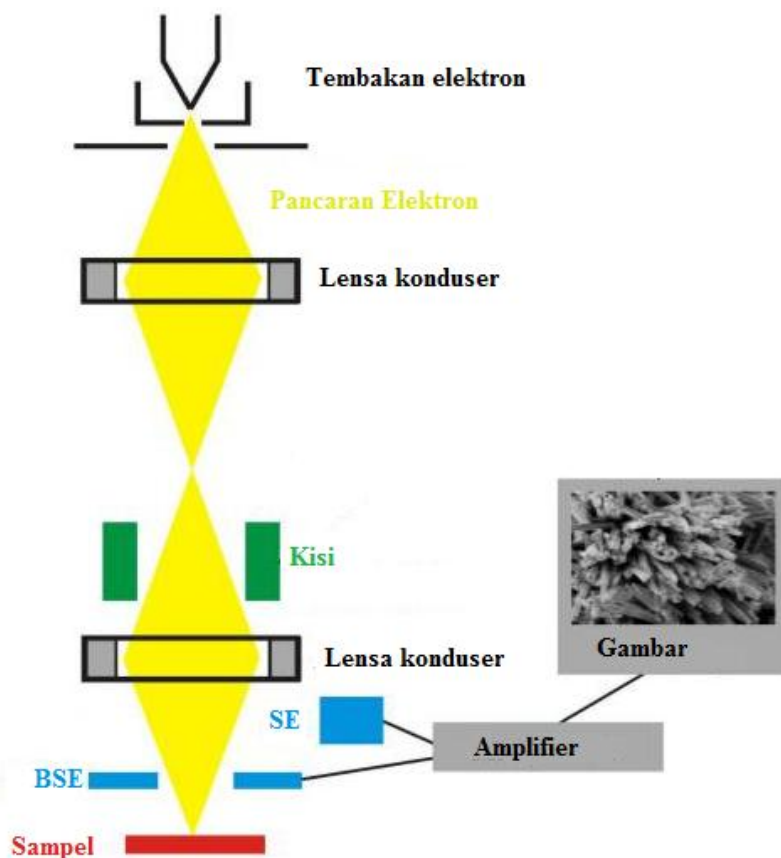 Tembakan elektron
Pancaran Elektron
Lensa konduser
Kisi
Lensa konduser
Gambar
SE
Amplifier
BSE
Sampel